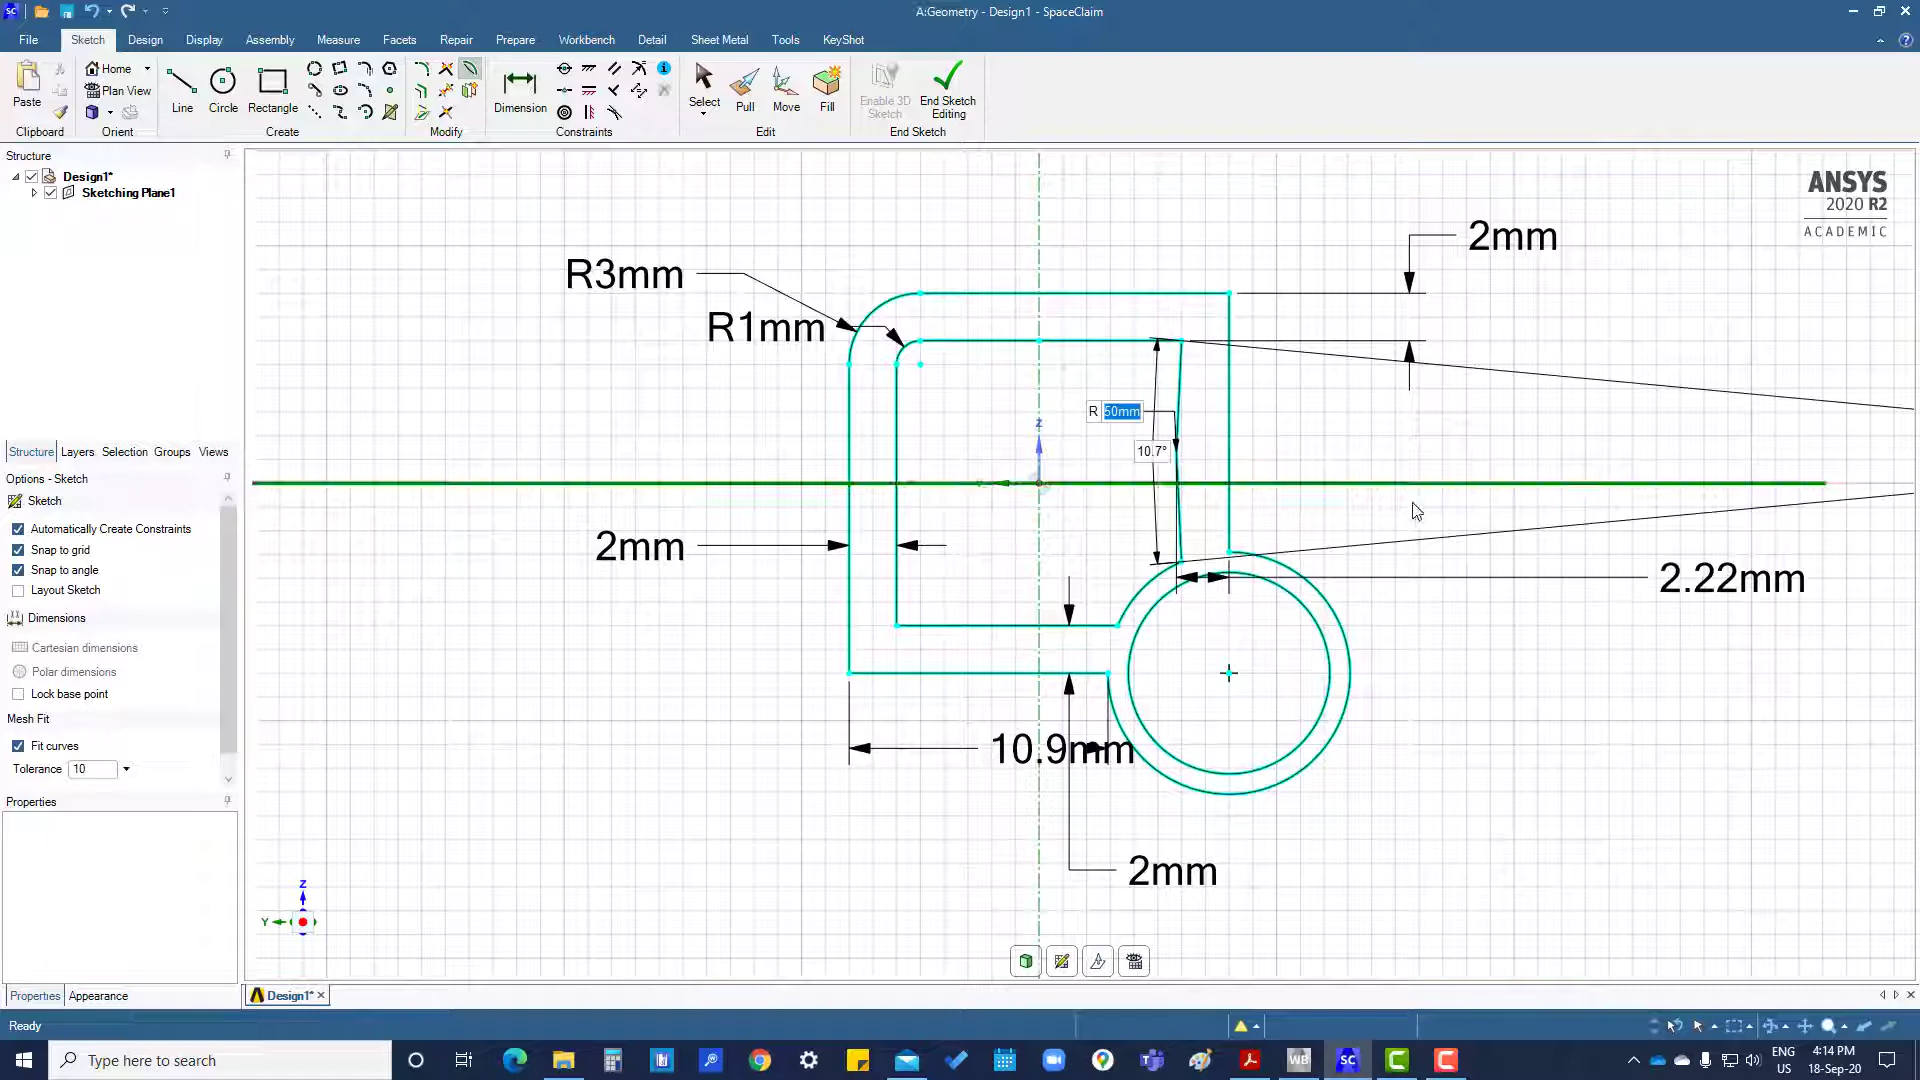 A:Geometry - Design1 - SpaceClaim
File Sketch Design Display Assembly Measure Facets Repair Prepare Workbench Detail Sheet Metal Tools KeyShot
Paste
Home
Plan View
Line Circle Rectangle
Dimension
Select Pull Move Fill
Enable 3D Sketch
End Sketch Editing
Clipboard Orient Create Modify Constraints Edit End Sketch
Structure
Design1*
Sketching Plane1
ANSYS
2020 R2
ACADEMIC
2mm
R3mm
R1mm
R 50mm
Z
10.7°
2mm
2.22mm
10.9mm
2mm
Structure Layers Selection Groups Views
Options - Sketch
Sketch
Automatically Create Constraints
Snap to grid
Snap to angle
Layout Sketch
Dimensions
Cartesian dimensions
Polar dimensions
Lock base point
Mesh Fit
Fit curves
Tolerance 10
Properties
Z
Y
Properties Appearance
Design1*
Ready
Type here to search
WB
SC
ENG
US
4:14 PM
18-Sep-20